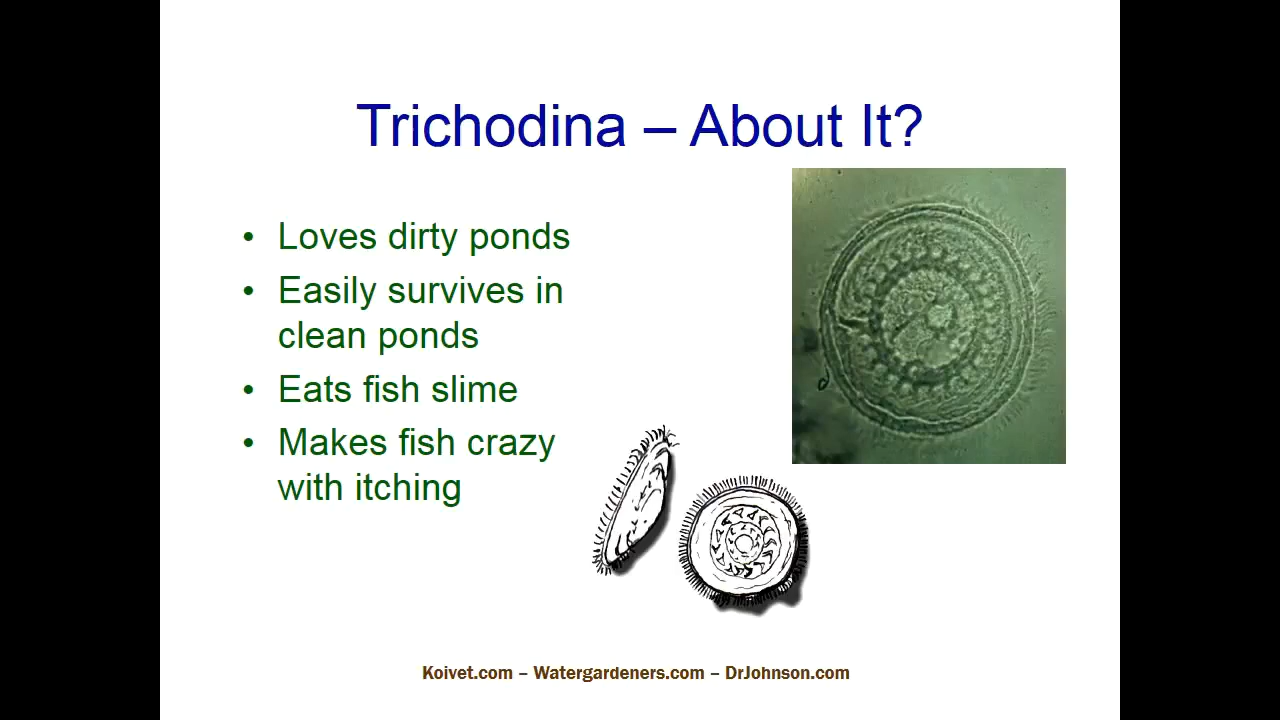 Trichodina – About It?
• Loves dirty ponds
• Easily survives in
clean ponds
• Eats fish slime
• Makes fish crazy
with itching
Koivet.com – Watergardeners.com – DrJohnson.com